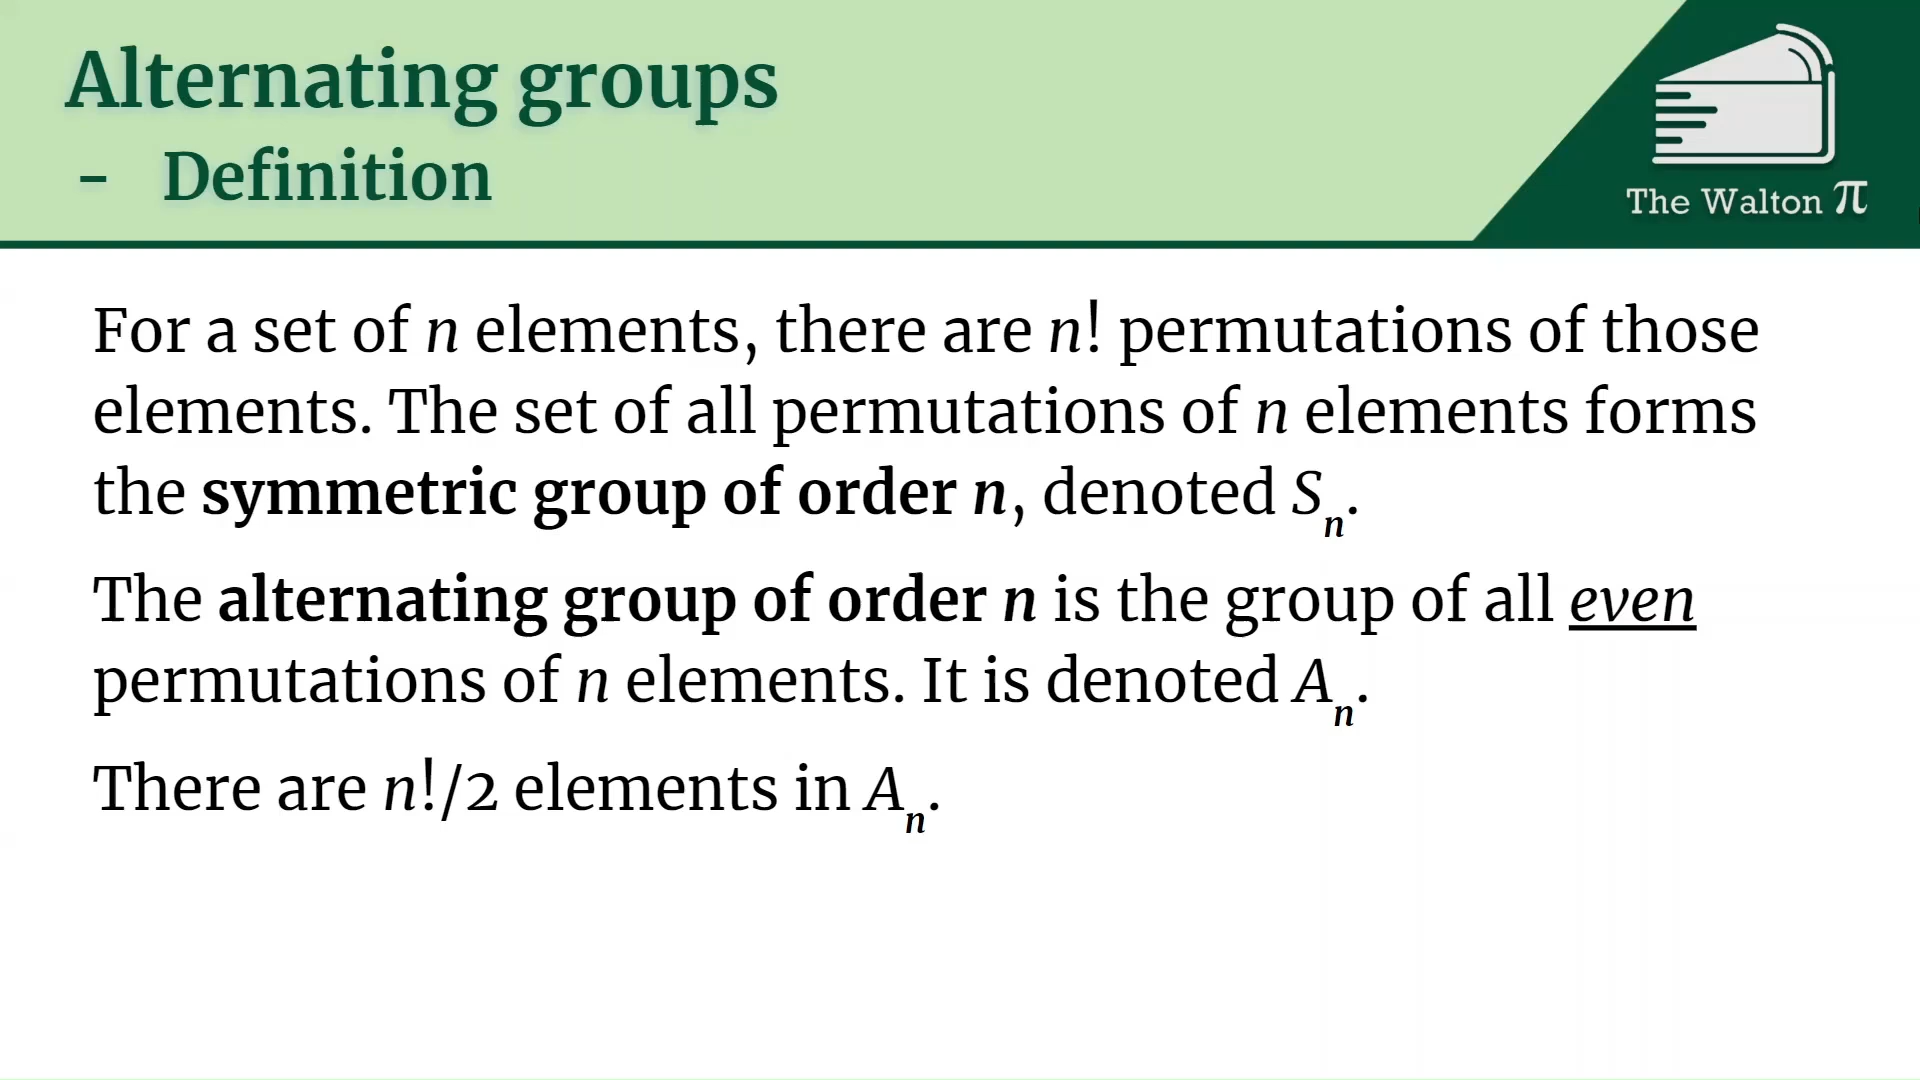 Alternating groups
- Definition
The Walton π
For a set of n elements, there are n! permutations of those
elements. The set of all permutations of n elements forms
the symmetric group of order n, denoted Sₙ.
The alternating group of order n is the group of all even
permutations of n elements. It is denoted Aₙ.
There are n!/2 elements in Aₙ.